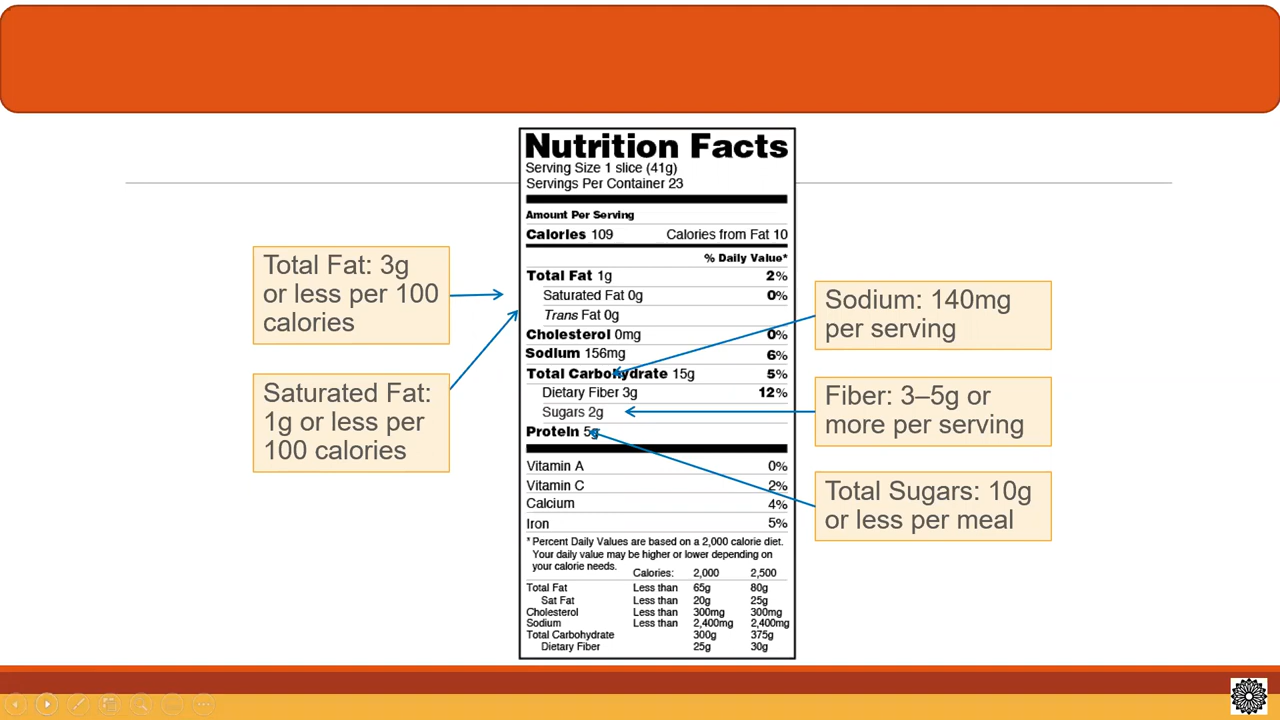 Nutrition Facts
Serving Size 1 slice (41g)
Servings Per Container 23
Amount Per Serving
Calories 109 Calories from Fat 10
% Daily Value*
Total Fat 1g 2%
Saturated Fat 0g 0%
Trans Fat 0g
Cholesterol 0mg 0%
Sodium 156mg 6%
Total Carbohydrate 15g 5%
Dietary Fiber 3g 12%
Sugars 2g
Protein 5g
Vitamin A 0%
Vitamin C 2%
Calcium 4%
Iron 5%
* Percent Daily Values are based on a 2,000 calorie diet.
Your daily value may be higher or lower depending on
your calorie needs.
Calories: 2,000 2,500
Total Fat Less than 65g 80g
Sat Fat Less than 20g 25g
Cholesterol Less than 300mg 300mg
Sodium Less than 2,400mg 2,400mg
Total Carbohydrate 300g 375g
Dietary Fiber 25g 30g
Total Fat: 3g
or less per 100
calories
Saturated Fat:
1g or less per
100 calories
Sodium: 140mg
per serving
Fiber: 3–5g or
more per serving
Total Sugars: 10g
or less per meal